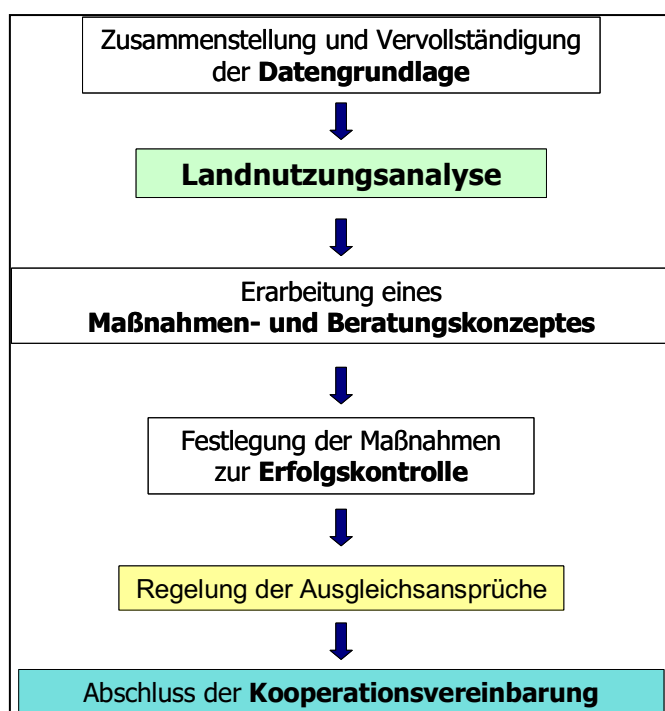 Zusammenstellung und Vervollständigung
der Datengrundlage
Landnutzungsanalyse
Erarbeitung eines
Maßnahmen- und Beratungskonzeptes
Festlegung der Maßnahmen
zur Erfolgskontrolle
Regelung der Ausgleichsansprüche
Abschluss der Kooperationsvereinbarung